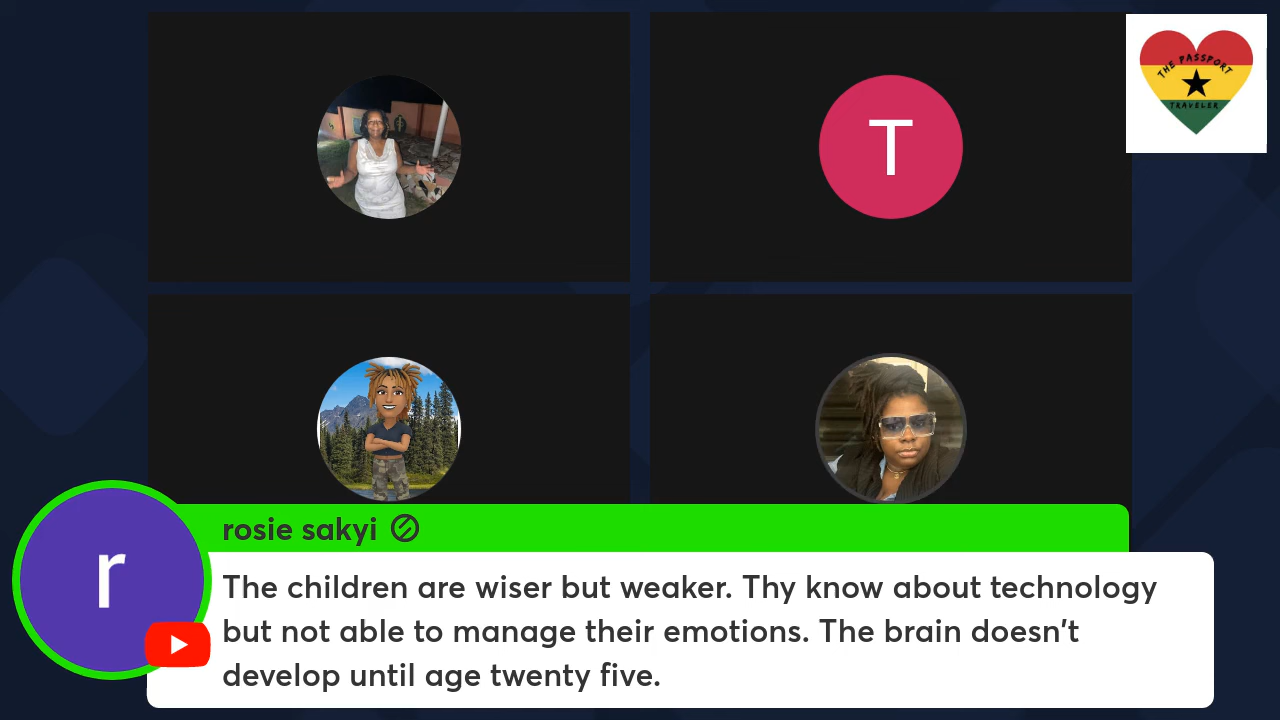 THE PASSPORT
TRAVELER
T
r
rosie sakyi
The children are wiser but weaker. Thy know about technology
but not able to manage their emotions. The brain doesn't
develop until age twenty five.